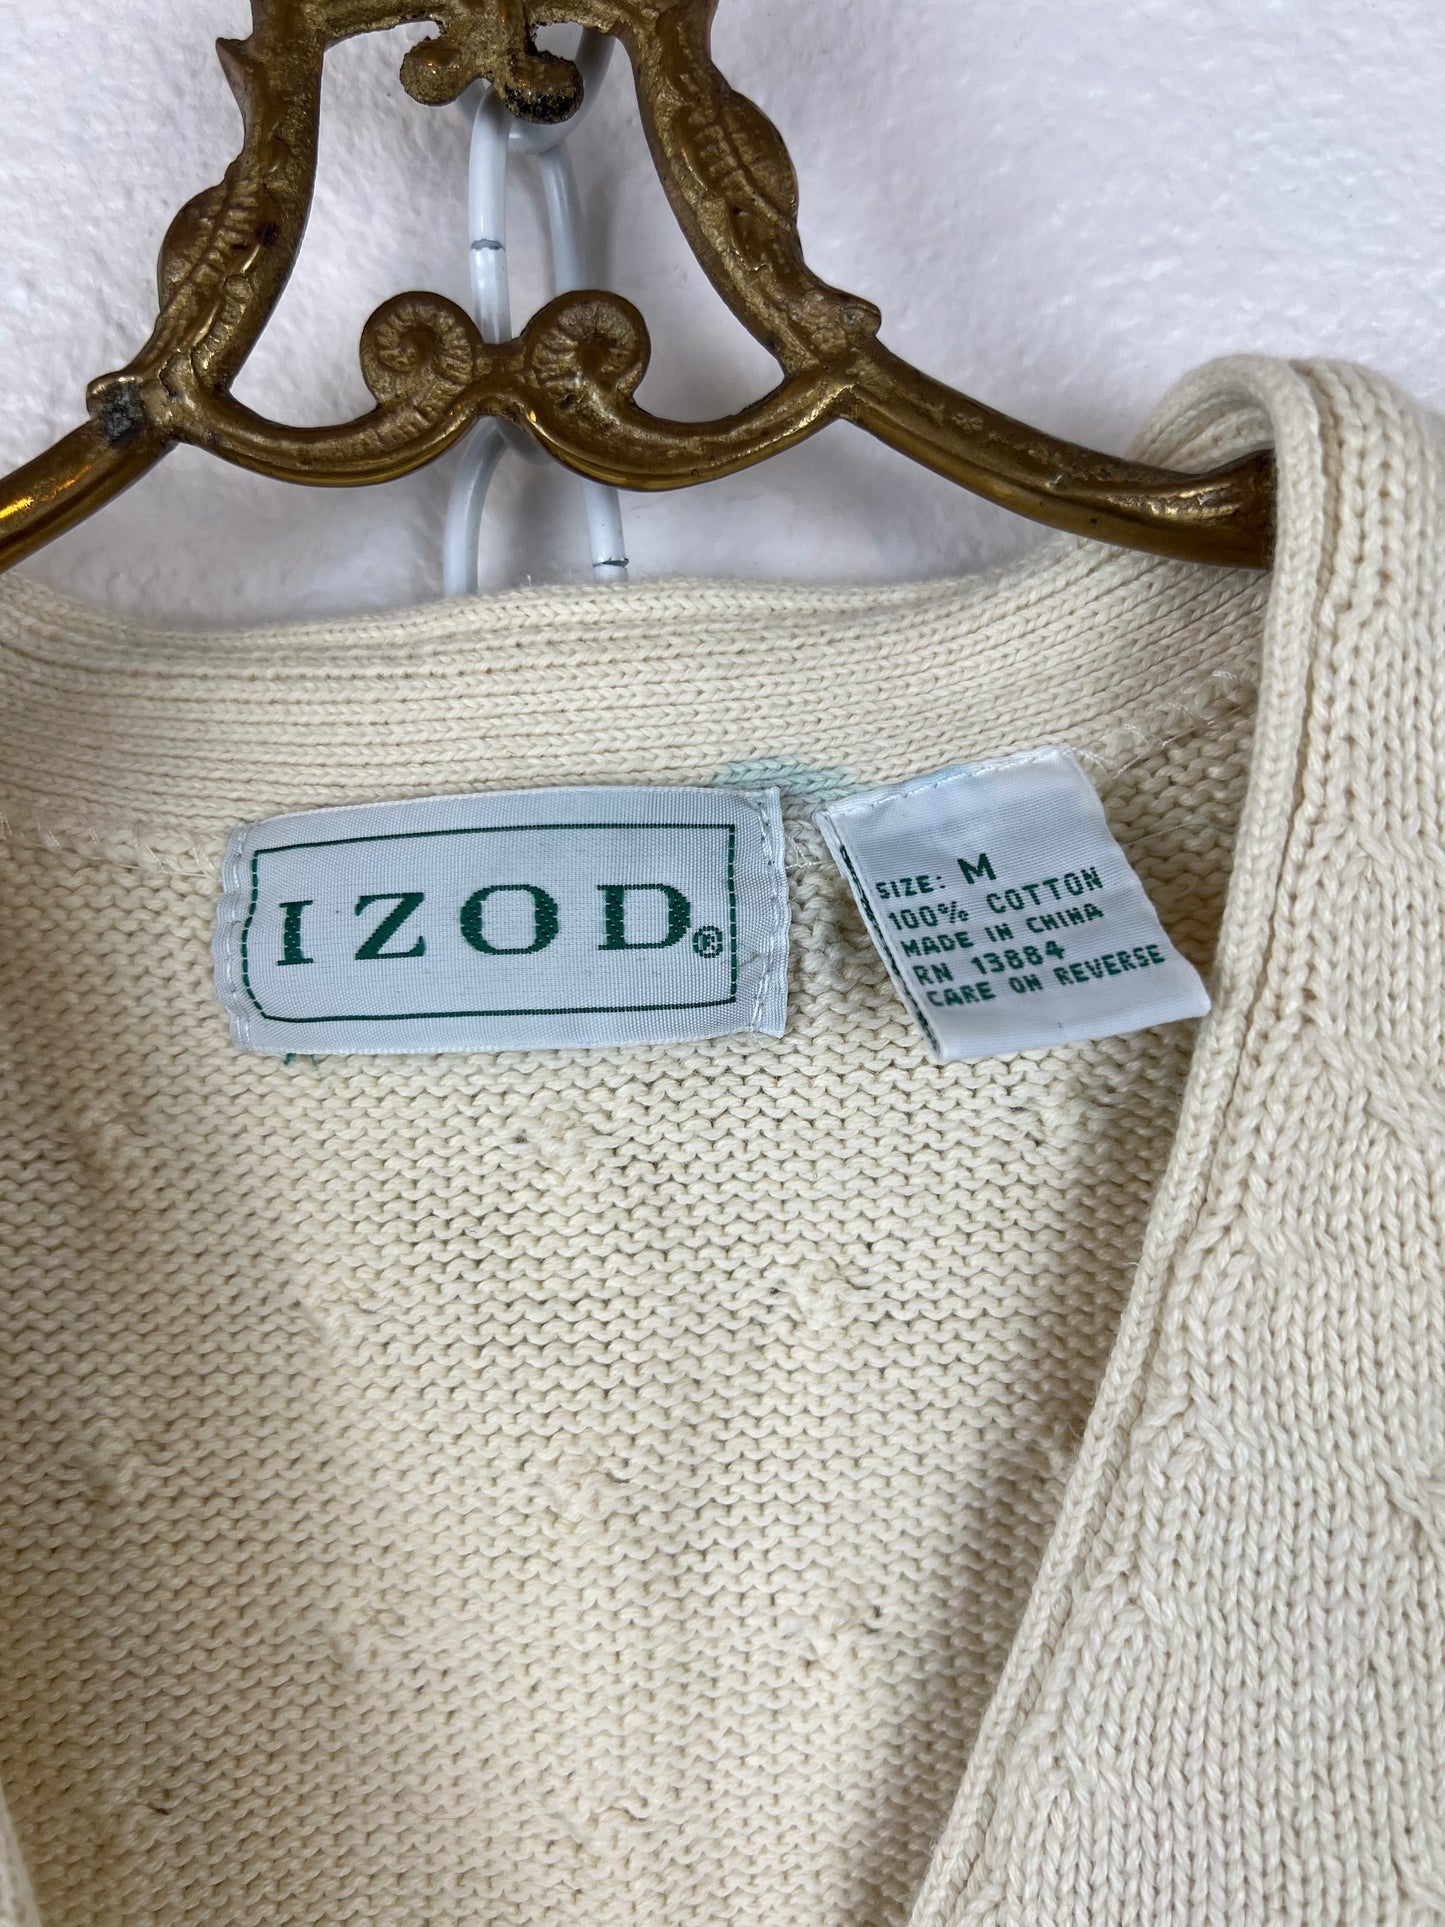 IZOD®
SIZE: M
100% COTTON
MADE IN CHINA
RN 13884
CARE ON REVERSE